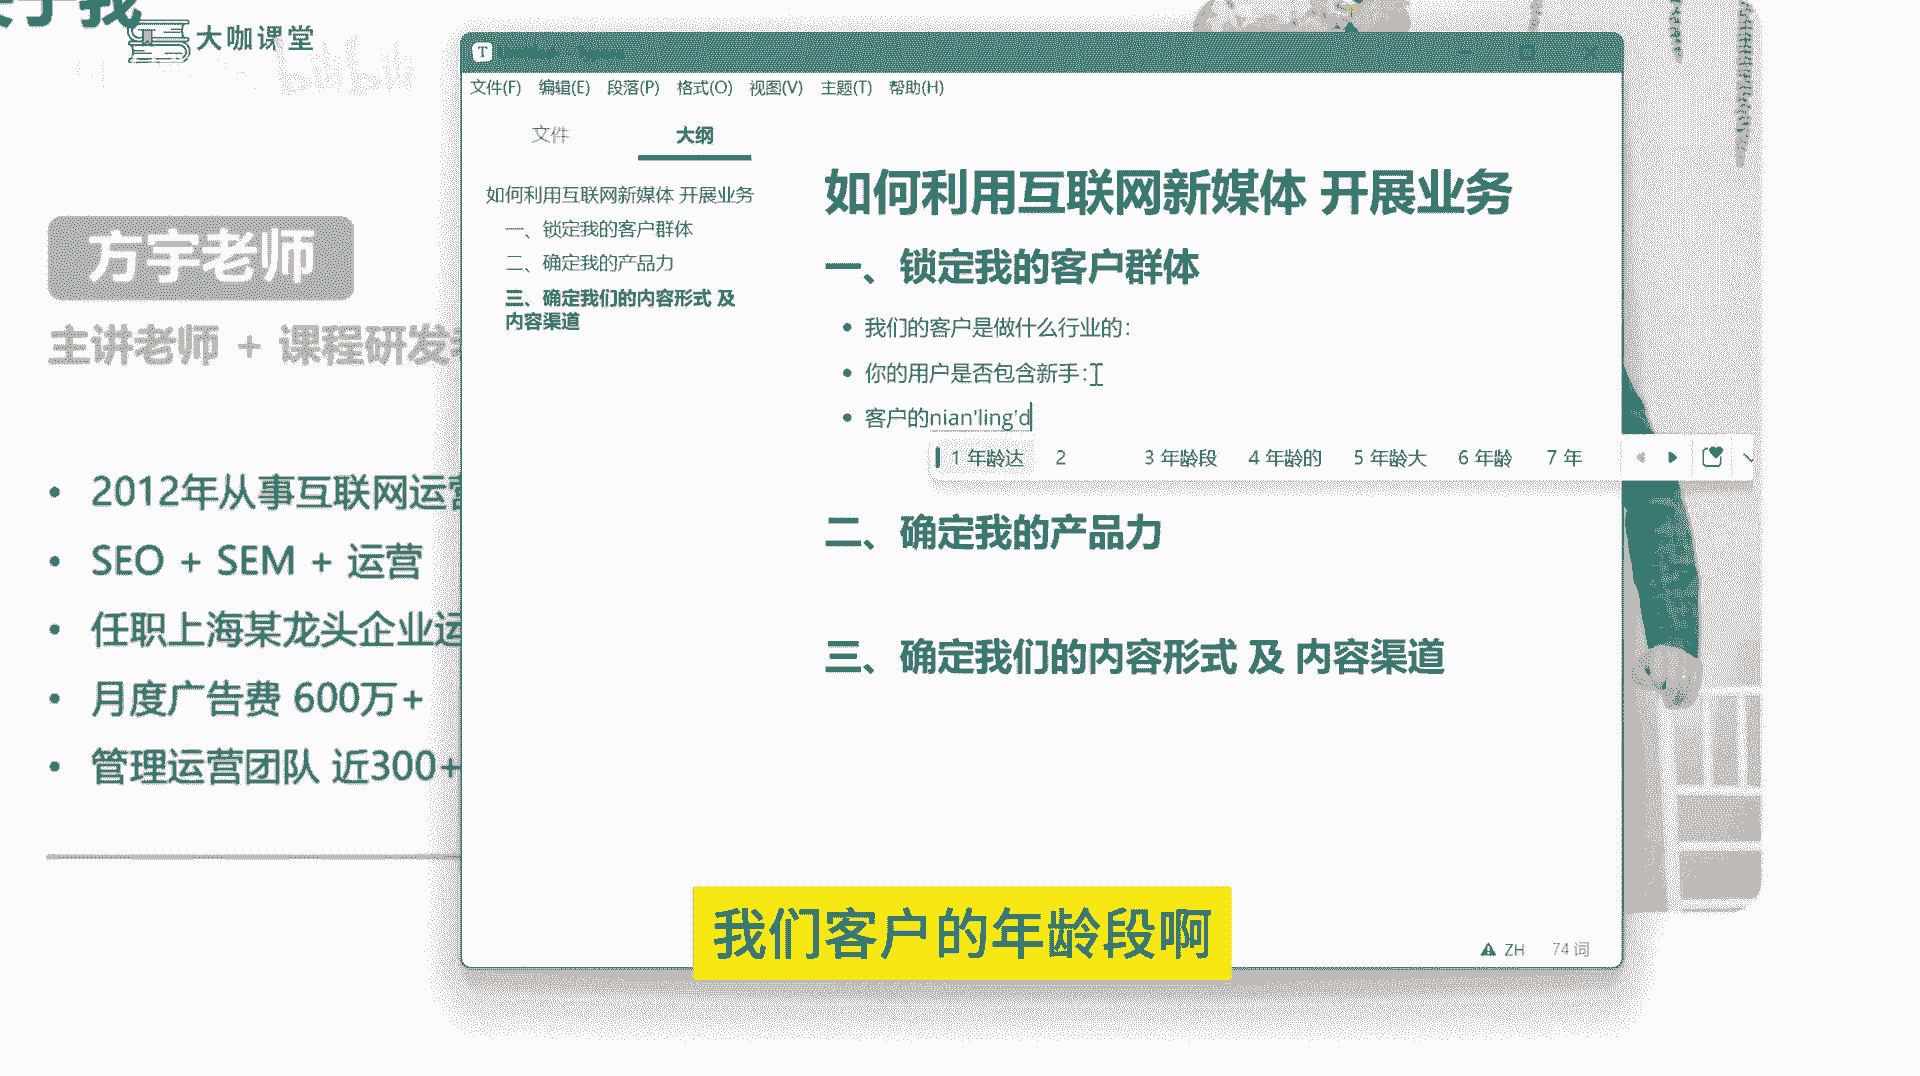 大咖课堂
bilibili
文件(F) 编辑(E) 段落(P) 格式(O) 视图(V) 主题(T) 帮助(H)
文件 大纲
如何利用互联网新媒体 开展业务
一、锁定我的客户群体
二、确定我的产品力
三、确定我们的内容形式 及
内容渠道
如何利用互联网新媒体 开展业务
一、锁定我的客户群体
• 我们的客户是做什么行业的：
• 你的用户是否包含新手：
• 客户的nian'ling'd
1 年龄达 2 3 年龄段 4 年龄的 5 年龄大 6 年龄 7 年
二、确定我的产品力
三、确定我们的内容形式 及 内容渠道
方宇老师
主讲老师 + 课程研发
• 2012年从事互联网运营
• SEO + SEM + 运营
• 任职上海某龙头企业运
• 月度广告费 600万+
• 管理运营团队 近300+
我们客户的年龄段啊
ZH 74 词